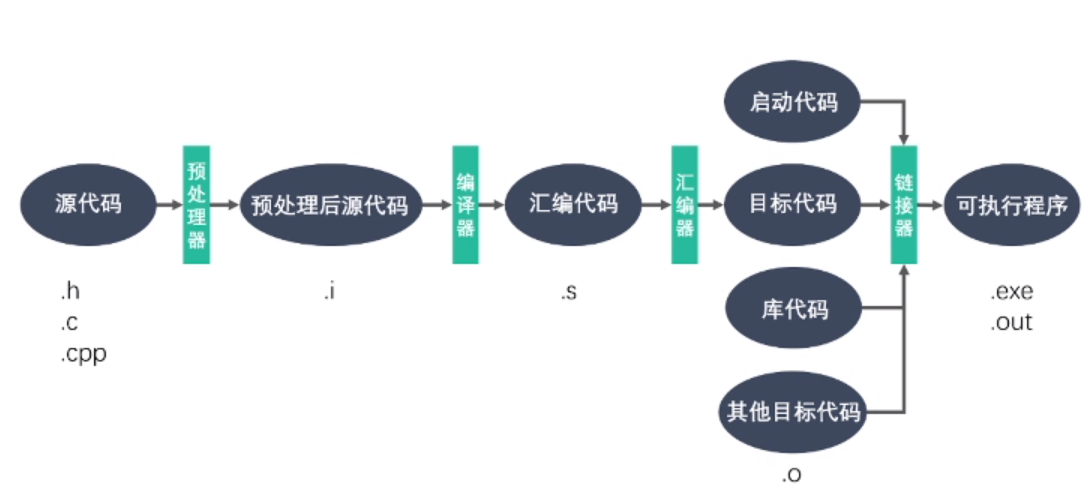 启动代码
源代码
预处理器
预处理后源代码
编译器
汇编代码
汇编器
目标代码
链接器
可执行程序
.h
.c
.cpp
.i
.s
库代码
.exe
.out
其他目标代码
.o